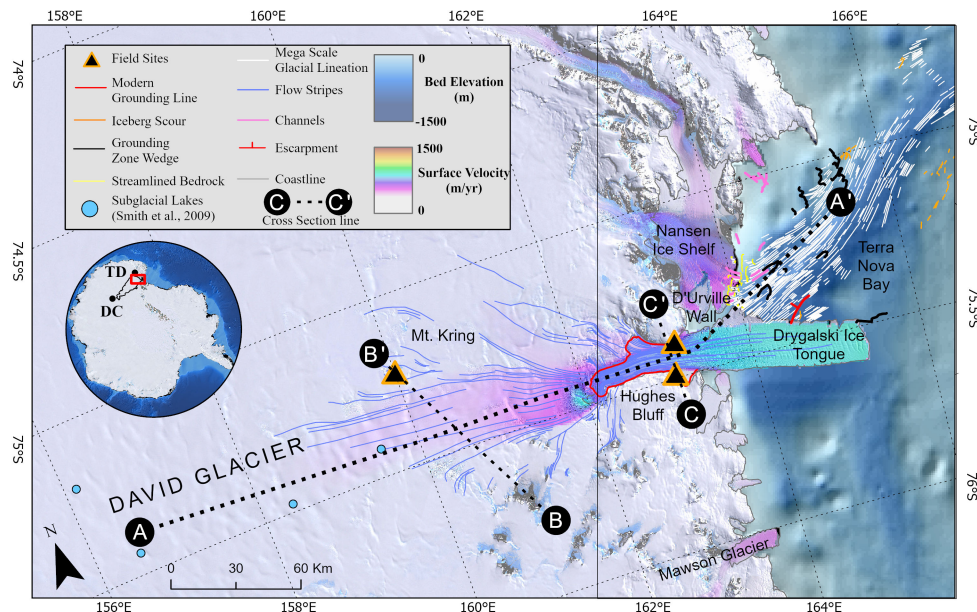 158°E
160°E
162°E
164°E
166°E
74°S
74.5°S
75°S
75°S
75.5°S
76°S
156°E
158°E
160°E
162°E
164°E
Field Sites
Modern
Grounding Line
Iceberg Scour
Grounding
Zone Wedge
Streamlined Bedrock
Subglacial Lakes
(Smith et al., 2009)
Mega Scale
Glacial Lineation
Flow Stripes
Channels
Escarpment
Coastline
C
C'
Cross Section line
0
Bed Elevation
(m)
-1500
1500
Surface Velocity
(m/yr)
0
TD
DC
A'
Nansen
Ice Shelf
Terra
Nova
Bay
C'
D'Urville
Wall
Mt. Kring
B'
Drygalski Ice
Tongue
Hughes
Bluff
C
DAVID GLACIER
A
B
Mawson Glacier
N
0
30
60 Km